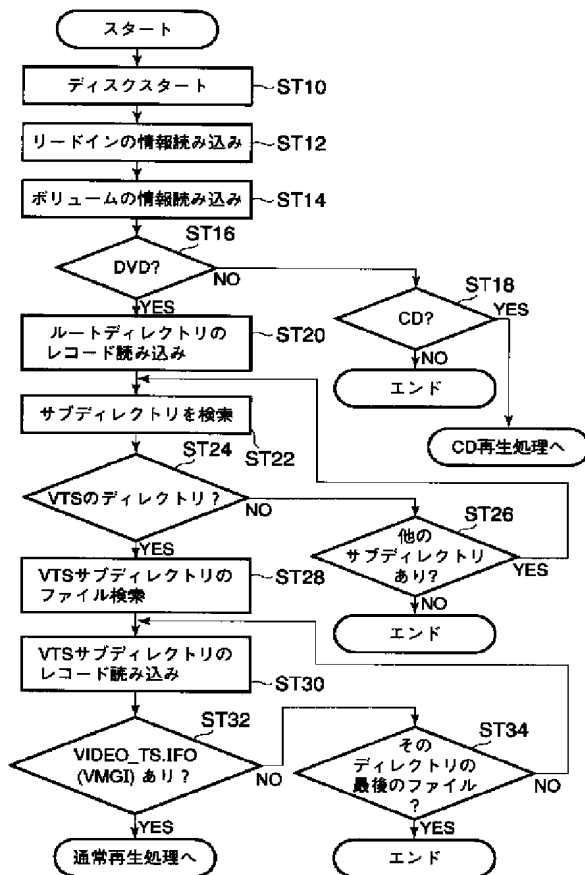 スタート
ディスクスタート
ST10
リードインの情報読み込み
ST12
ボリュームの情報読み込み
ST14
ST16
DVD?
NO
YES
ST18
CD?
YES
NO
エンド
CD再生処理へ
ルートディレクトリの
レコード読み込み
ST20
サブディレクトリを検索
ST22
ST24
VTSのディレクトリ?
NO
YES
ST26
他の
サブディレクトリ
あり?
YES
NO
エンド
VTSサブディレクトリの
ファイル検索
ST28
VTSサブディレクトリの
レコード読み込み
ST30
ST32
VIDEO_TS.IFO
(VMGI) あり?
NO
YES
通常再生処理へ
ST34
その
ディレクトリの
最後のファイル
?
NO
YES
エンド